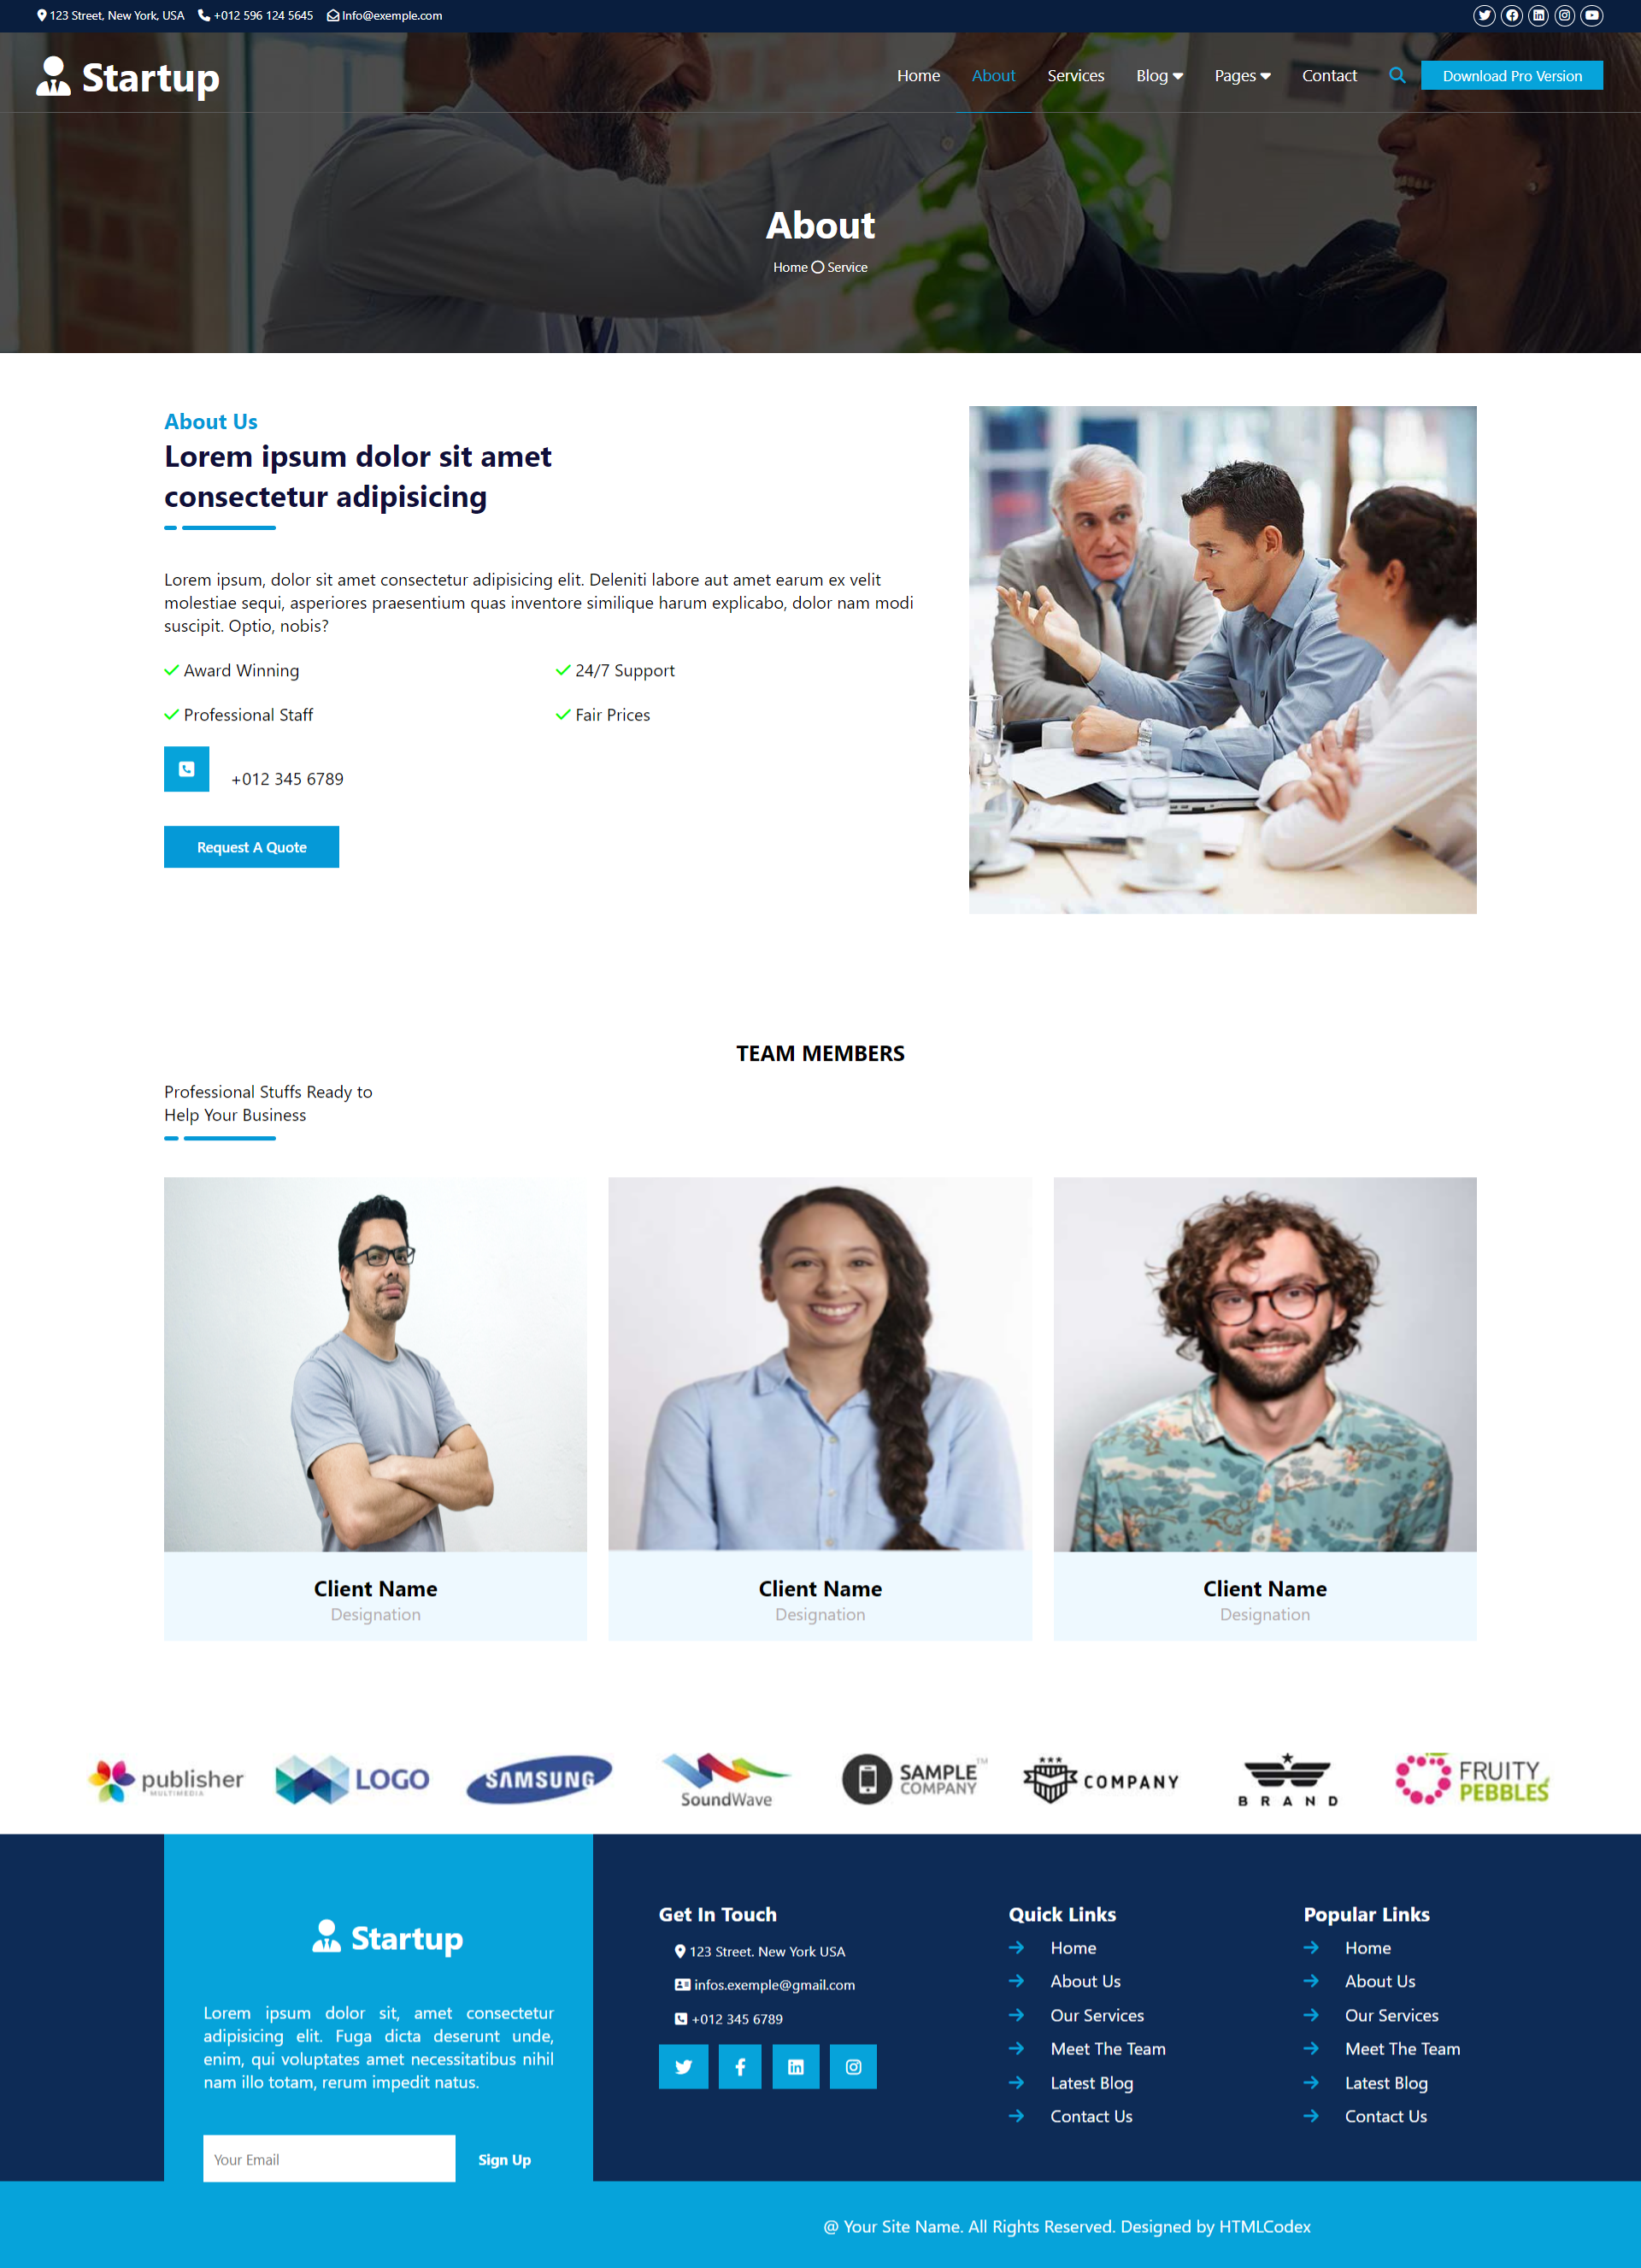 123 Street, New York, USA +012 596 124 5645 Info@exemple.com
Startup
Home About Services Blog Pages Contact Download Pro Version
About
Home Service
About Us
Lorem ipsum dolor sit amet
consectetur adipisicing
Lorem ipsum, dolor sit amet consectetur adipisicing elit. Deleniti labore aut amet earum ex velit
molestiae sequi, asperiores praesentium quas inventore similique harum explicabo, dolor nam modi
suscipit. Optio, nobis?
Award Winning
24/7 Support
Professional Staff
Fair Prices
+012 345 6789
Request A Quote
TEAM MEMBERS
Professional Stuffs Ready to
Help Your Business
Client Name
Designation
Client Name
Designation
Client Name
Designation
publisher
MULTIMEDIA
LOGO
SAMSUNG
SoundWave
SAMPLE TM
COMPANY
COMPANY
BRAND
FRUITY
PEBBLES
Startup
Lorem ipsum dolor sit, amet consectetur
adipisicing elit. Fuga dicta deserunt unde,
enim, qui voluptates amet necessitatibus nihil
nam illo totam, rerum impedit natus.
Your Email
Sign Up
Get In Touch
123 Street. New York USA
infos.exemple@gmail.com
+012 345 6789
Quick Links
Home
About Us
Our Services
Meet The Team
Latest Blog
Contact Us
Popular Links
Home
About Us
Our Services
Meet The Team
Latest Blog
Contact Us
@ Your Site Name. All Rights Reserved. Designed by HTMLCodex